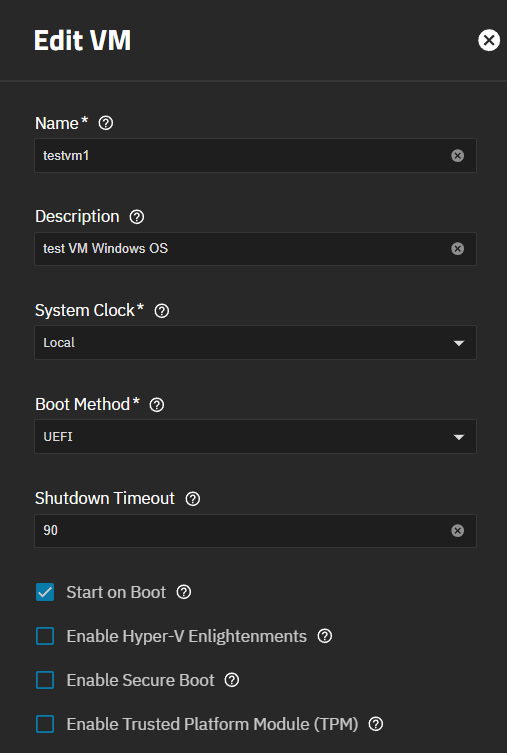 Edit VM
Name*
testvm1
Description
test VM Windows OS
System Clock*
Local
Boot Method*
UEFI
Shutdown Timeout
90
Start on Boot
Enable Hyper-V Enlightenments
Enable Secure Boot
Enable Trusted Platform Module (TPM)